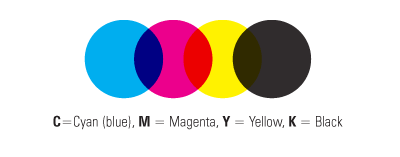 C=Cyan (blue), M = Magenta, Y = Yellow, K = Black